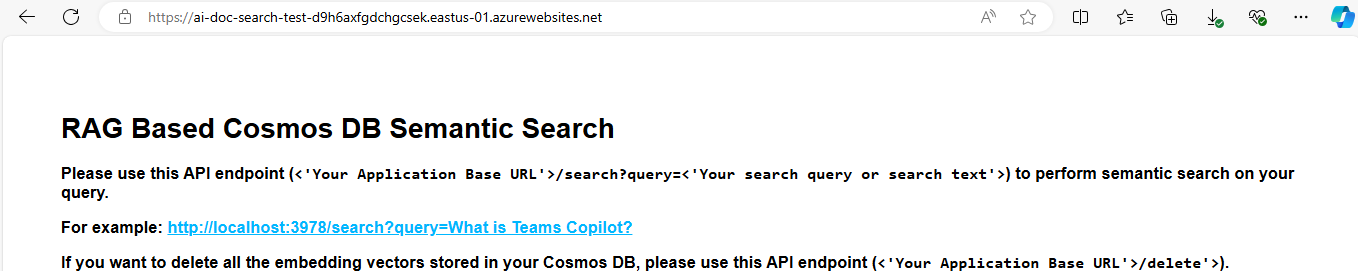 https://ai-doc-search-test-d9h6axfgdchgcsek.eastus-01.azurewebsites.net
RAG Based Cosmos DB Semantic Search
Please use this API endpoint (<'Your Application Base URL'>/search?query=<'Your search query or search text'>) to perform semantic search on your
query.
For example: http://localhost:3978/search?query=What is Teams Copilot?
If you want to delete all the embedding vectors stored in your Cosmos DB, please use this API endpoint (<'Your Application Base URL'>/delete'>).